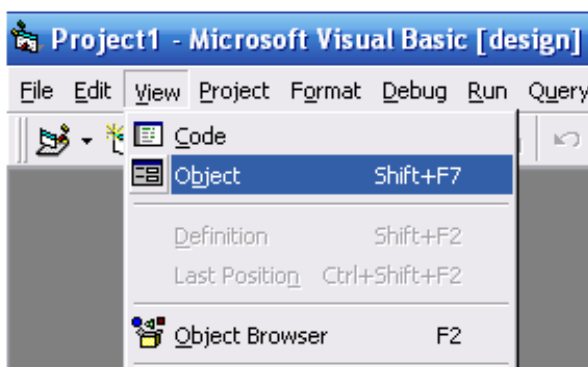 Project1 - Microsoft Visual Basic [design]
File Edit View Project Format Debug Run Query
Code
Object Shift+F7
Definition Shift+F2
Last Position Ctrl+Shift+F2
Object Browser F2